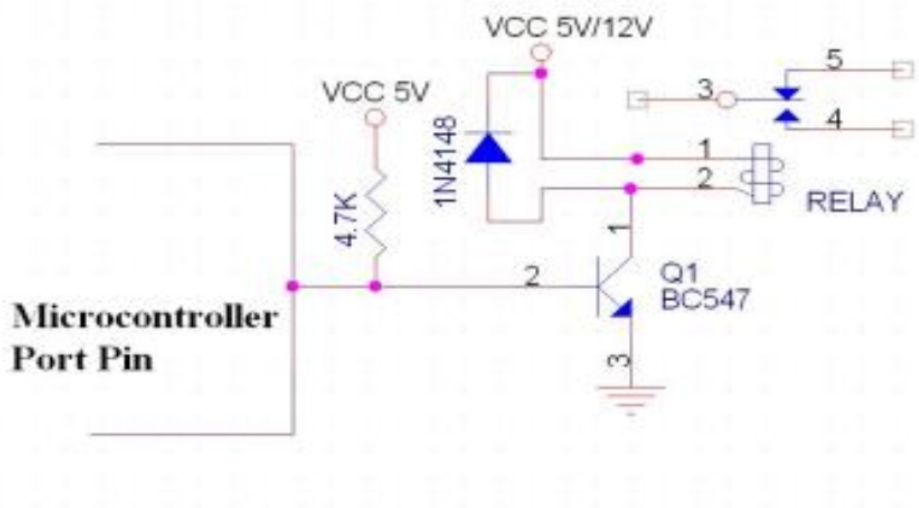 VCC 5V/12V
VCC 5V
1N4148
4.7K
3
5
4
1
2
RELAY
1
2
Q1
BC547
3
Microcontroller
Port Pin